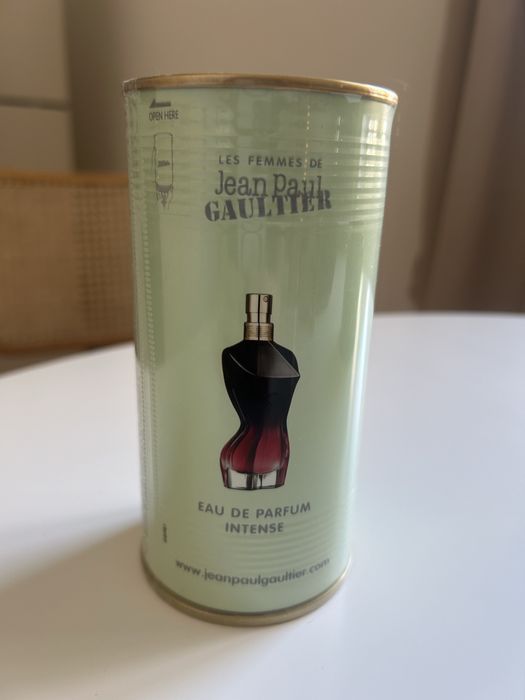 OPEN HERE
LES FEMMES DE
Jean Paul
GAULTIER
EAU DE PARFUM
INTENSE
www.jeanpaulgaultier.com